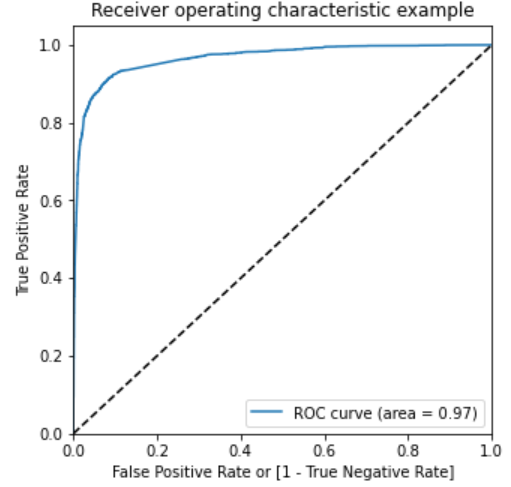 Receiver operating characteristic example
True Positive Rate
1.0
0.8
0.6
0.4
0.2
0.0
ROC curve (area = 0.97)
0.0 0.2 0.4 0.6 0.8 1.0
False Positive Rate or [1 - True Negative Rate]